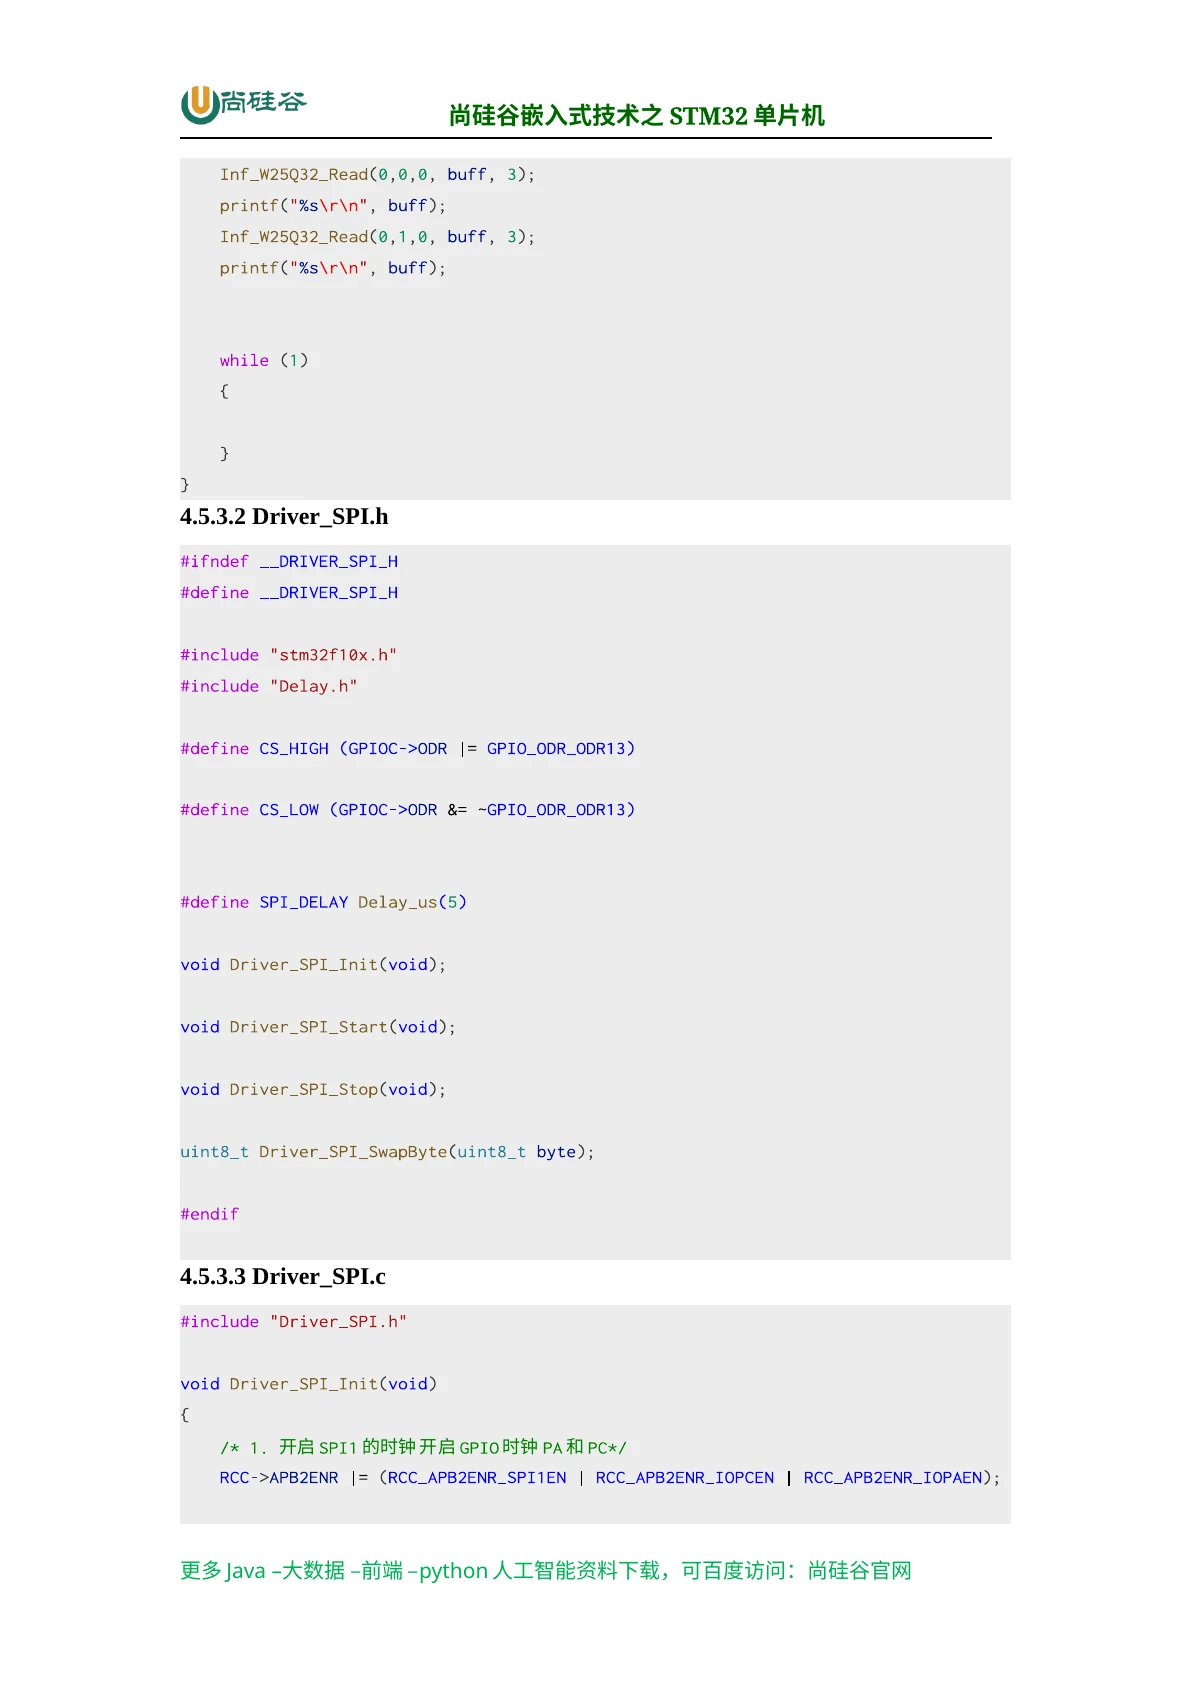 尚硅谷
尚硅谷嵌入式技术之 STM32 单片机
    Inf_W25Q32_Read(0,0,0, buff, 3);
    printf("%s\r\n", buff);
    Inf_W25Q32_Read(0,1,0, buff, 3);
    printf("%s\r\n", buff);
    while (1)
    {
    }
}
4.5.3.2 Driver_SPI.h
#ifndef __DRIVER_SPI_H
#define __DRIVER_SPI_H
#include "stm32f10x.h"
#include "Delay.h"
#define CS_HIGH (GPIOC->ODR |= GPIO_ODR_ODR13)
#define CS_LOW (GPIOC->ODR &= ~GPIO_ODR_ODR13)
#define SPI_DELAY Delay_us(5)
void Driver_SPI_Init(void);
void Driver_SPI_Start(void);
void Driver_SPI_Stop(void);
uint8_t Driver_SPI_SwapByte(uint8_t byte);
#endif
4.5.3.3 Driver_SPI.c
#include "Driver_SPI.h"
void Driver_SPI_Init(void)
{
    /* 1. 开启 SPI1 的时钟 开启 GPIO 时钟 PA 和 PC*/
    RCC->APB2ENR |= (RCC_APB2ENR_SPI1EN | RCC_APB2ENR_IOPCEN | RCC_APB2ENR_IOPAEN);
更多 Java –大数据 –前端 –python 人工智能资料下载，可百度访问：尚硅谷官网